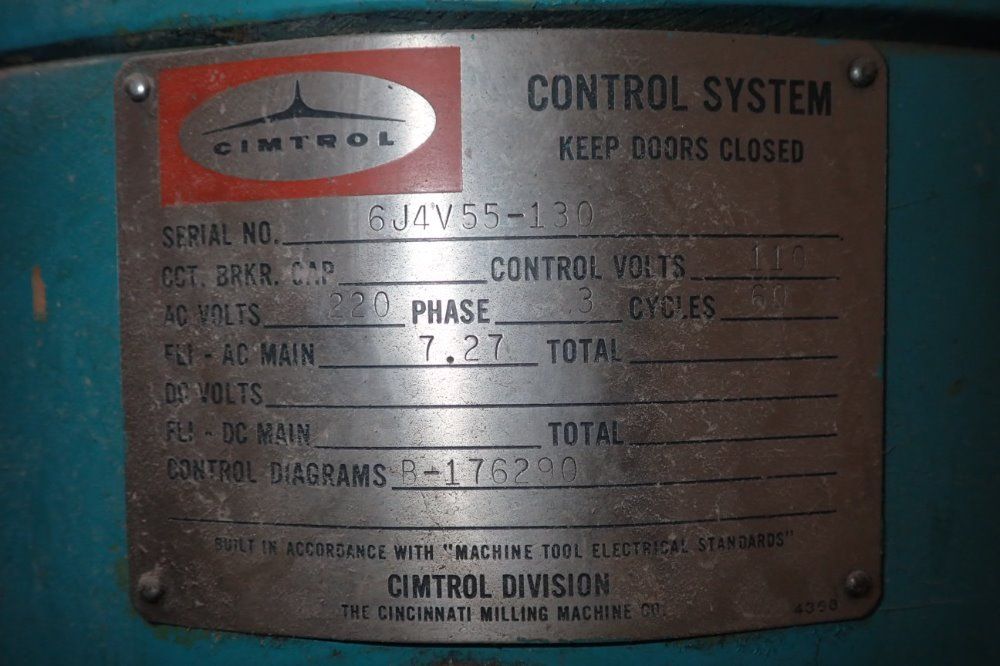 CIMTROL
CONTROL SYSTEM
KEEP DOORS CLOSED
SERIAL NO. 6J4V55-130
CCT. BRKR. CAP CONTROL VOLTS 110
AC VOLTS 220 PHASE 3 CYCLES 60
FLI - AC MAIN 7.27 TOTAL
DC VOLTS
FLI - DC MAIN TOTAL
CONTROL DIAGRAMS B-176290
BUILT IN ACCORDANCE WITH "MACHINE TOOL ELECTRICAL STANDARDS"
CIMTROL DIVISION
THE CINCINNATI MILLING MACHINE CO.